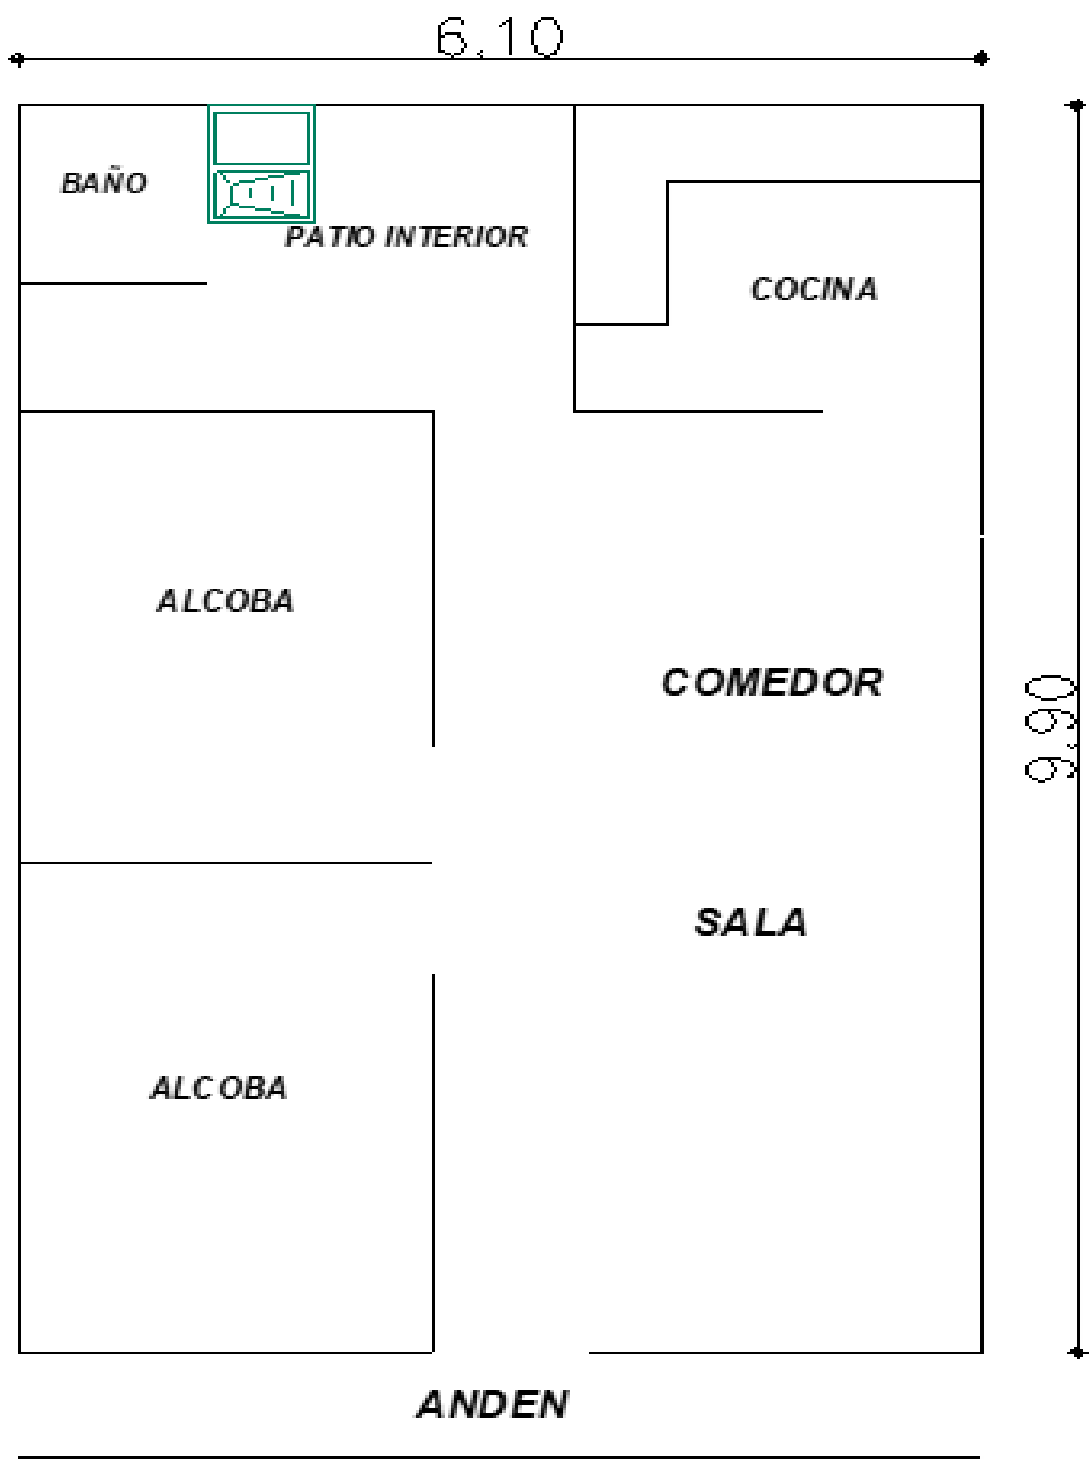 6.10
BAÑO
PATIO INTERIOR
COCINA
ALCOBA
COMEDOR
9.90
SALA
ALCOBA
ANDEN